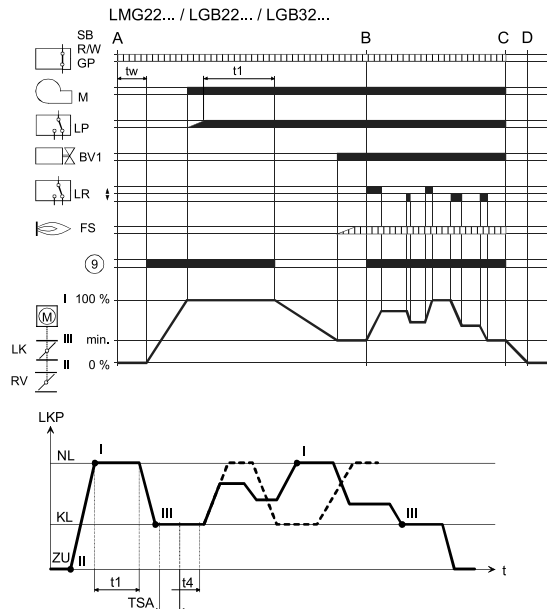 LMG22... / LGB22... / LGB32...
SB
R/W
GP
A
B
C D
tw
t1
M
LP
BV1
LR
FS
9
I 100 %
M
III min.
LK
II 0 %
RV
LKP
NL
I
I
KL
III
III
ZU
II
t
t1
t4
TSA